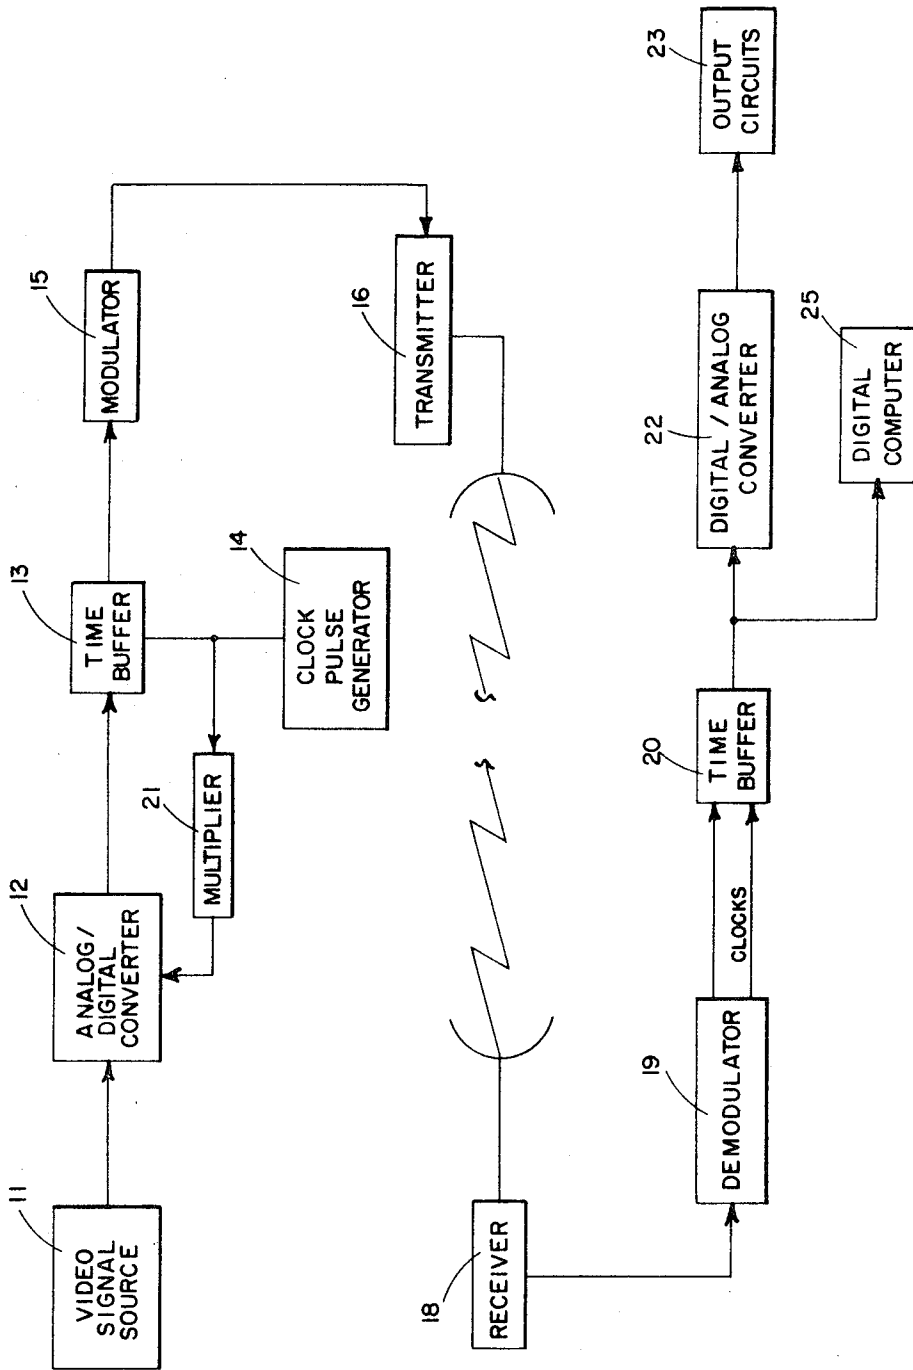 11
VIDEO
SIGNAL
SOURCE
12
ANALOG/
DIGITAL
CONVERTER
13
TIME
BUFFER
15
MODULATOR
21
MULTIPLIER
14
CLOCK
PULSE
GENERATOR
16
TRANSMITTER
18
RECEIVER
19
DEMODULATOR
CLOCKS
20
TIME
BUFFER
22
DIGITAL / ANALOG
CONVERTER
23
OUTPUT
CIRCUITS
25
DIGITAL
COMPUTER